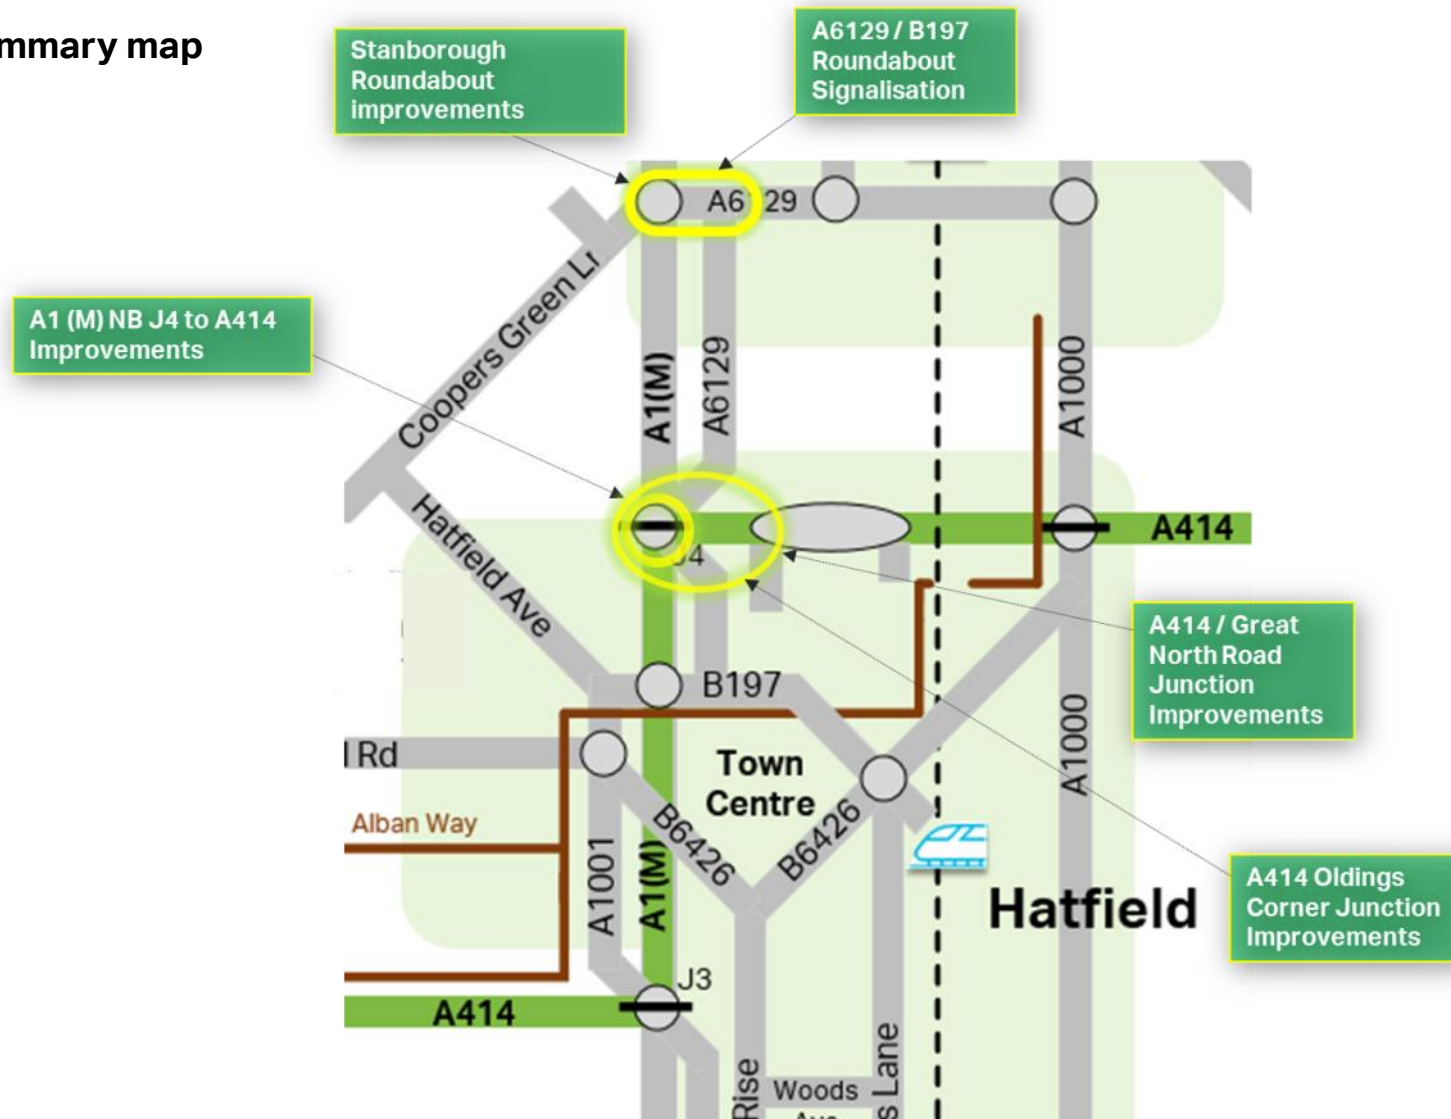 mmary map
Stanborough
Roundabout
improvements
A6129 / B197
Roundabout
Signalisation
A1 (M) NB J4 to A414
Improvements
A6129
Coopers Green Lr
A1(M)
A6129
A1000
A414
J4
Hatfield Ave
A414 / Great
North Road
Junction
Improvements
B197
l Rd
Town
Centre
A1000
Alban Way
B6426
B6426
A1001
A1(M)
Hatfield
A414 Oldings
Corner Junction
Improvements
J3
A414
Rise
Woods
s Lane